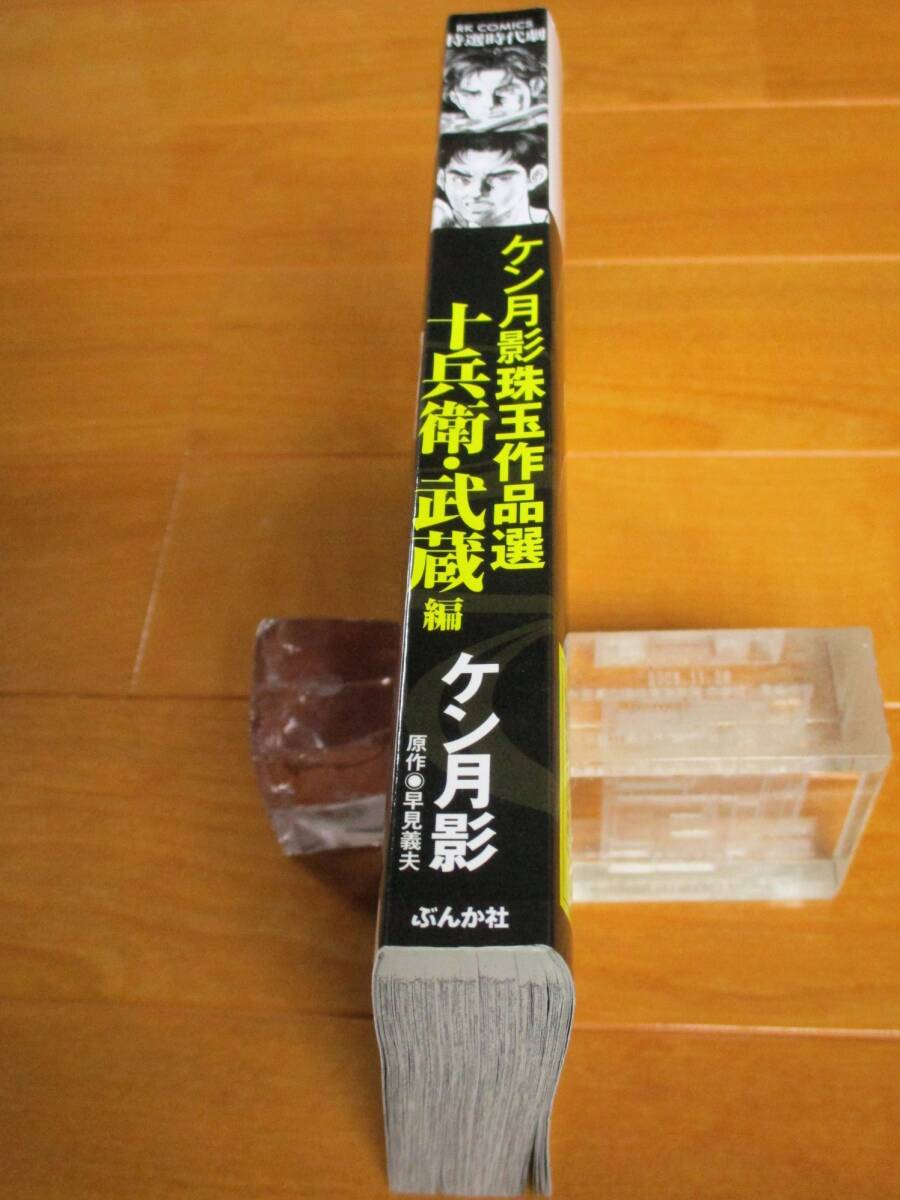 RK COMICS
特選時代劇
ケン月影珠玉作品選
十兵衛・武蔵編
ケン月影
原作◉早見義夫
ぶんか社